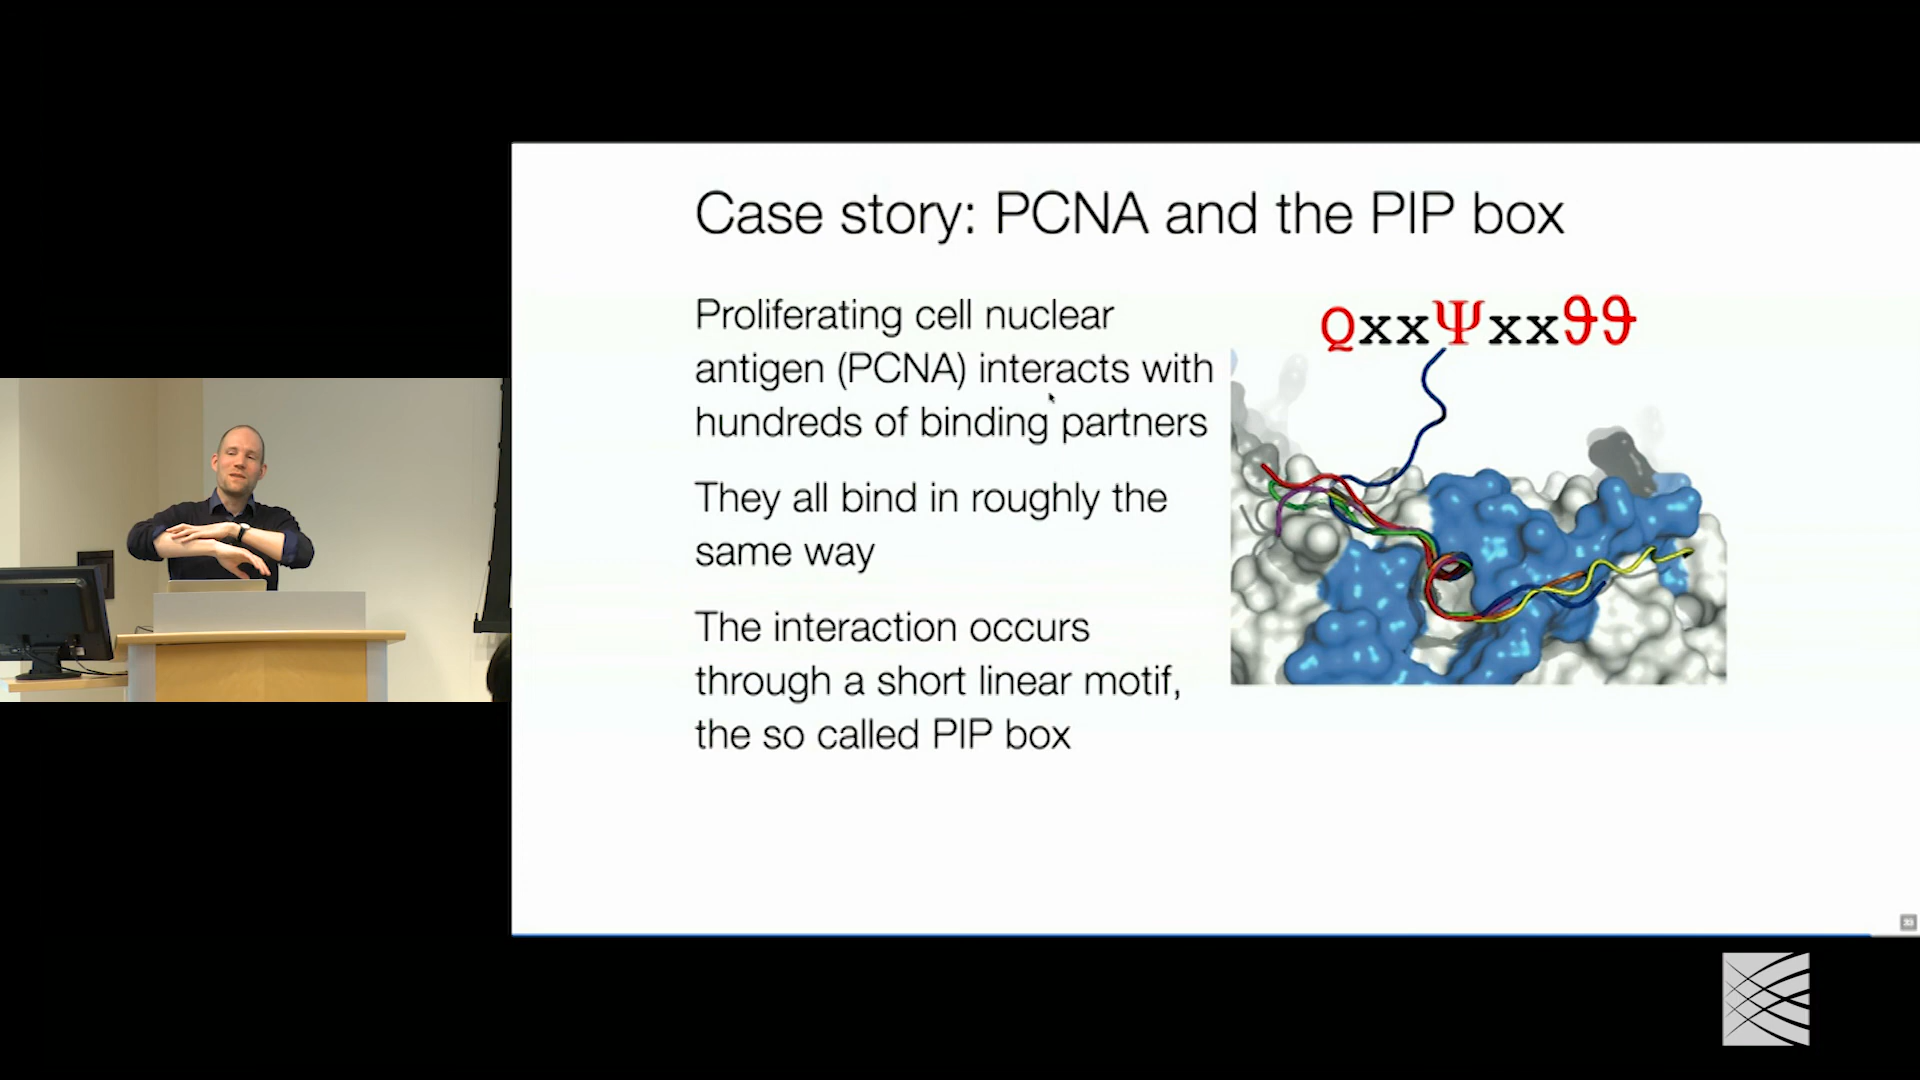 Case story: PCNA and the PIP box
Proliferating cell nuclear
antigen (PCNA) interacts with
hundreds of binding partners
They all bind in roughly the
same way
The interaction occurs
through a short linear motif,
the so called PIP box
QxxΨxxϑϑ